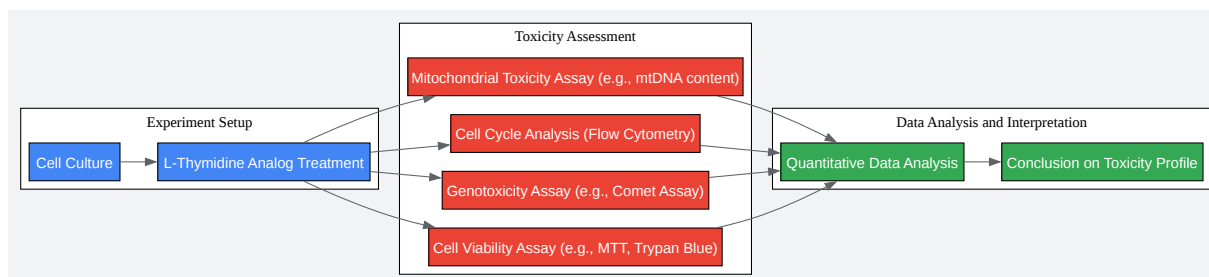 Experiment Setup
Cell Culture
L-Thymidine Analog Treatment
Toxicity Assessment
Mitochondrial Toxicity Assay (e.g., mtDNA content)
Cell Cycle Analysis (Flow Cytometry)
Genotoxicity Assay (e.g., Comet Assay)
Cell Viability Assay (e.g., MTT, Trypan Blue)
Data Analysis and Interpretation
Quantitative Data Analysis
Conclusion on Toxicity Profile